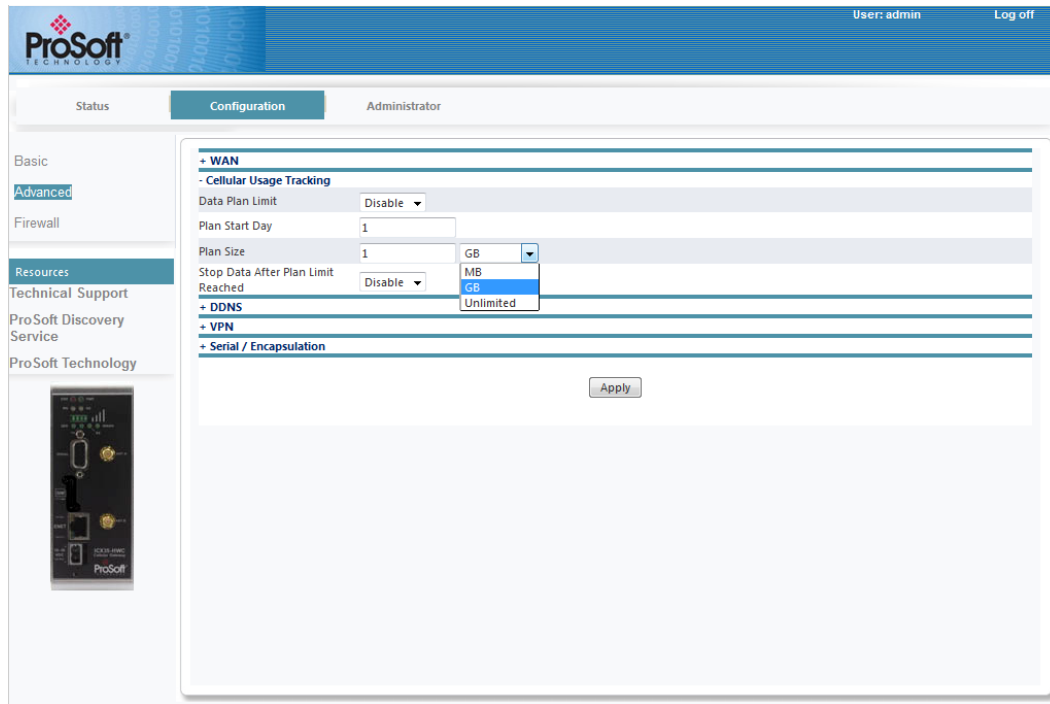 User: admin
Log off
ProSoft®
TECHNOLOGY
Status
Configuration
Administrator
Basic
Advanced
Firewall
Resources
Technical Support
ProSoft Discovery
Service
ProSoft Technology
+ WAN
- Cellular Usage Tracking
Data Plan Limit
Disable
Plan Start Day
1
Plan Size
1
GB
MB
GB
Unlimited
Stop Data After Plan Limit
Reached
Disable
+ DDNS
+ VPN
+ Serial / Encapsulation
Apply
ProSoft